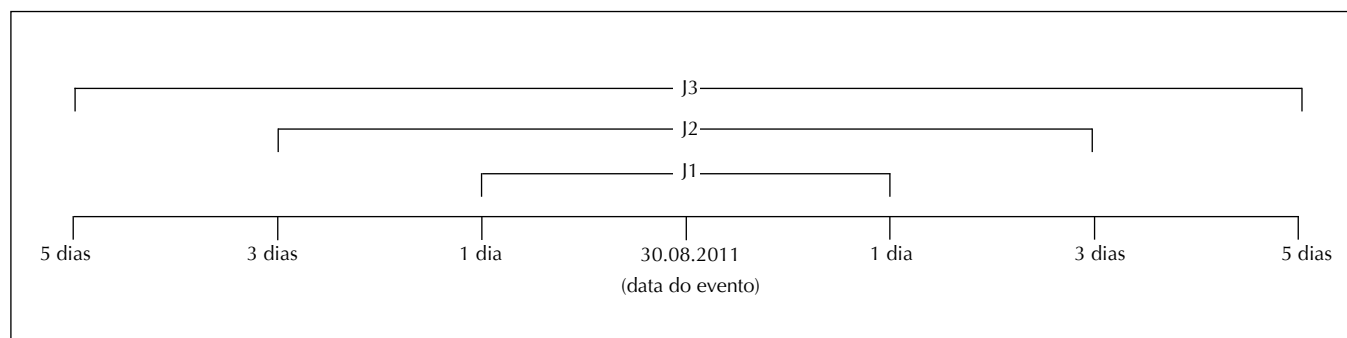 J3
J2
J1
5 dias 3 dias 1 dia 30.08.2011 1 dia 3 dias 5 dias
(data do evento)